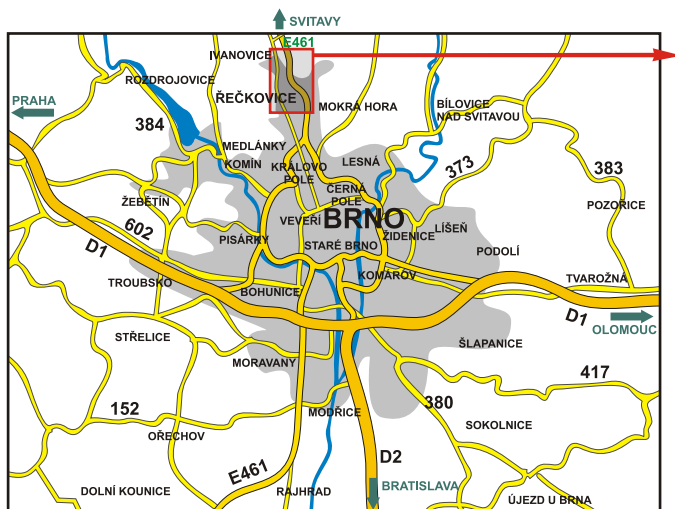 SVITAVY
E461
IVANOVICE
ROZDROJOVICE
ŘEČKOVICE
PRAHA
MOKRÁ HORA
BÍLOVICE
NAD SVITAVOU
384
MEDLÁNKY
KOMÍN
KRÁLOVO
POLE
LESNÁ
373
383
ČERNÁ
POLE
ŽEBĚTÍN
POZOŘICE
602
VEVEŘÍ
BRNO
PISÁRKY
STARÉ BRNO
ŽIDENICE
LÍŠEŇ
D1
PODOLÍ
TROUBSKO
KOMÁROV
TVAROŽNÁ
BOHUNICE
D1
OLOMOUC
STŘELICE
ŠLAPANICE
MORAVANY
417
152
MODŘICE
380
SOKOLNICE
OŘECHOV
E461
D2
DOLNÍ KOUNICE
RAJHRAD
BRATISLAVA
ÚJEZD U BRNA